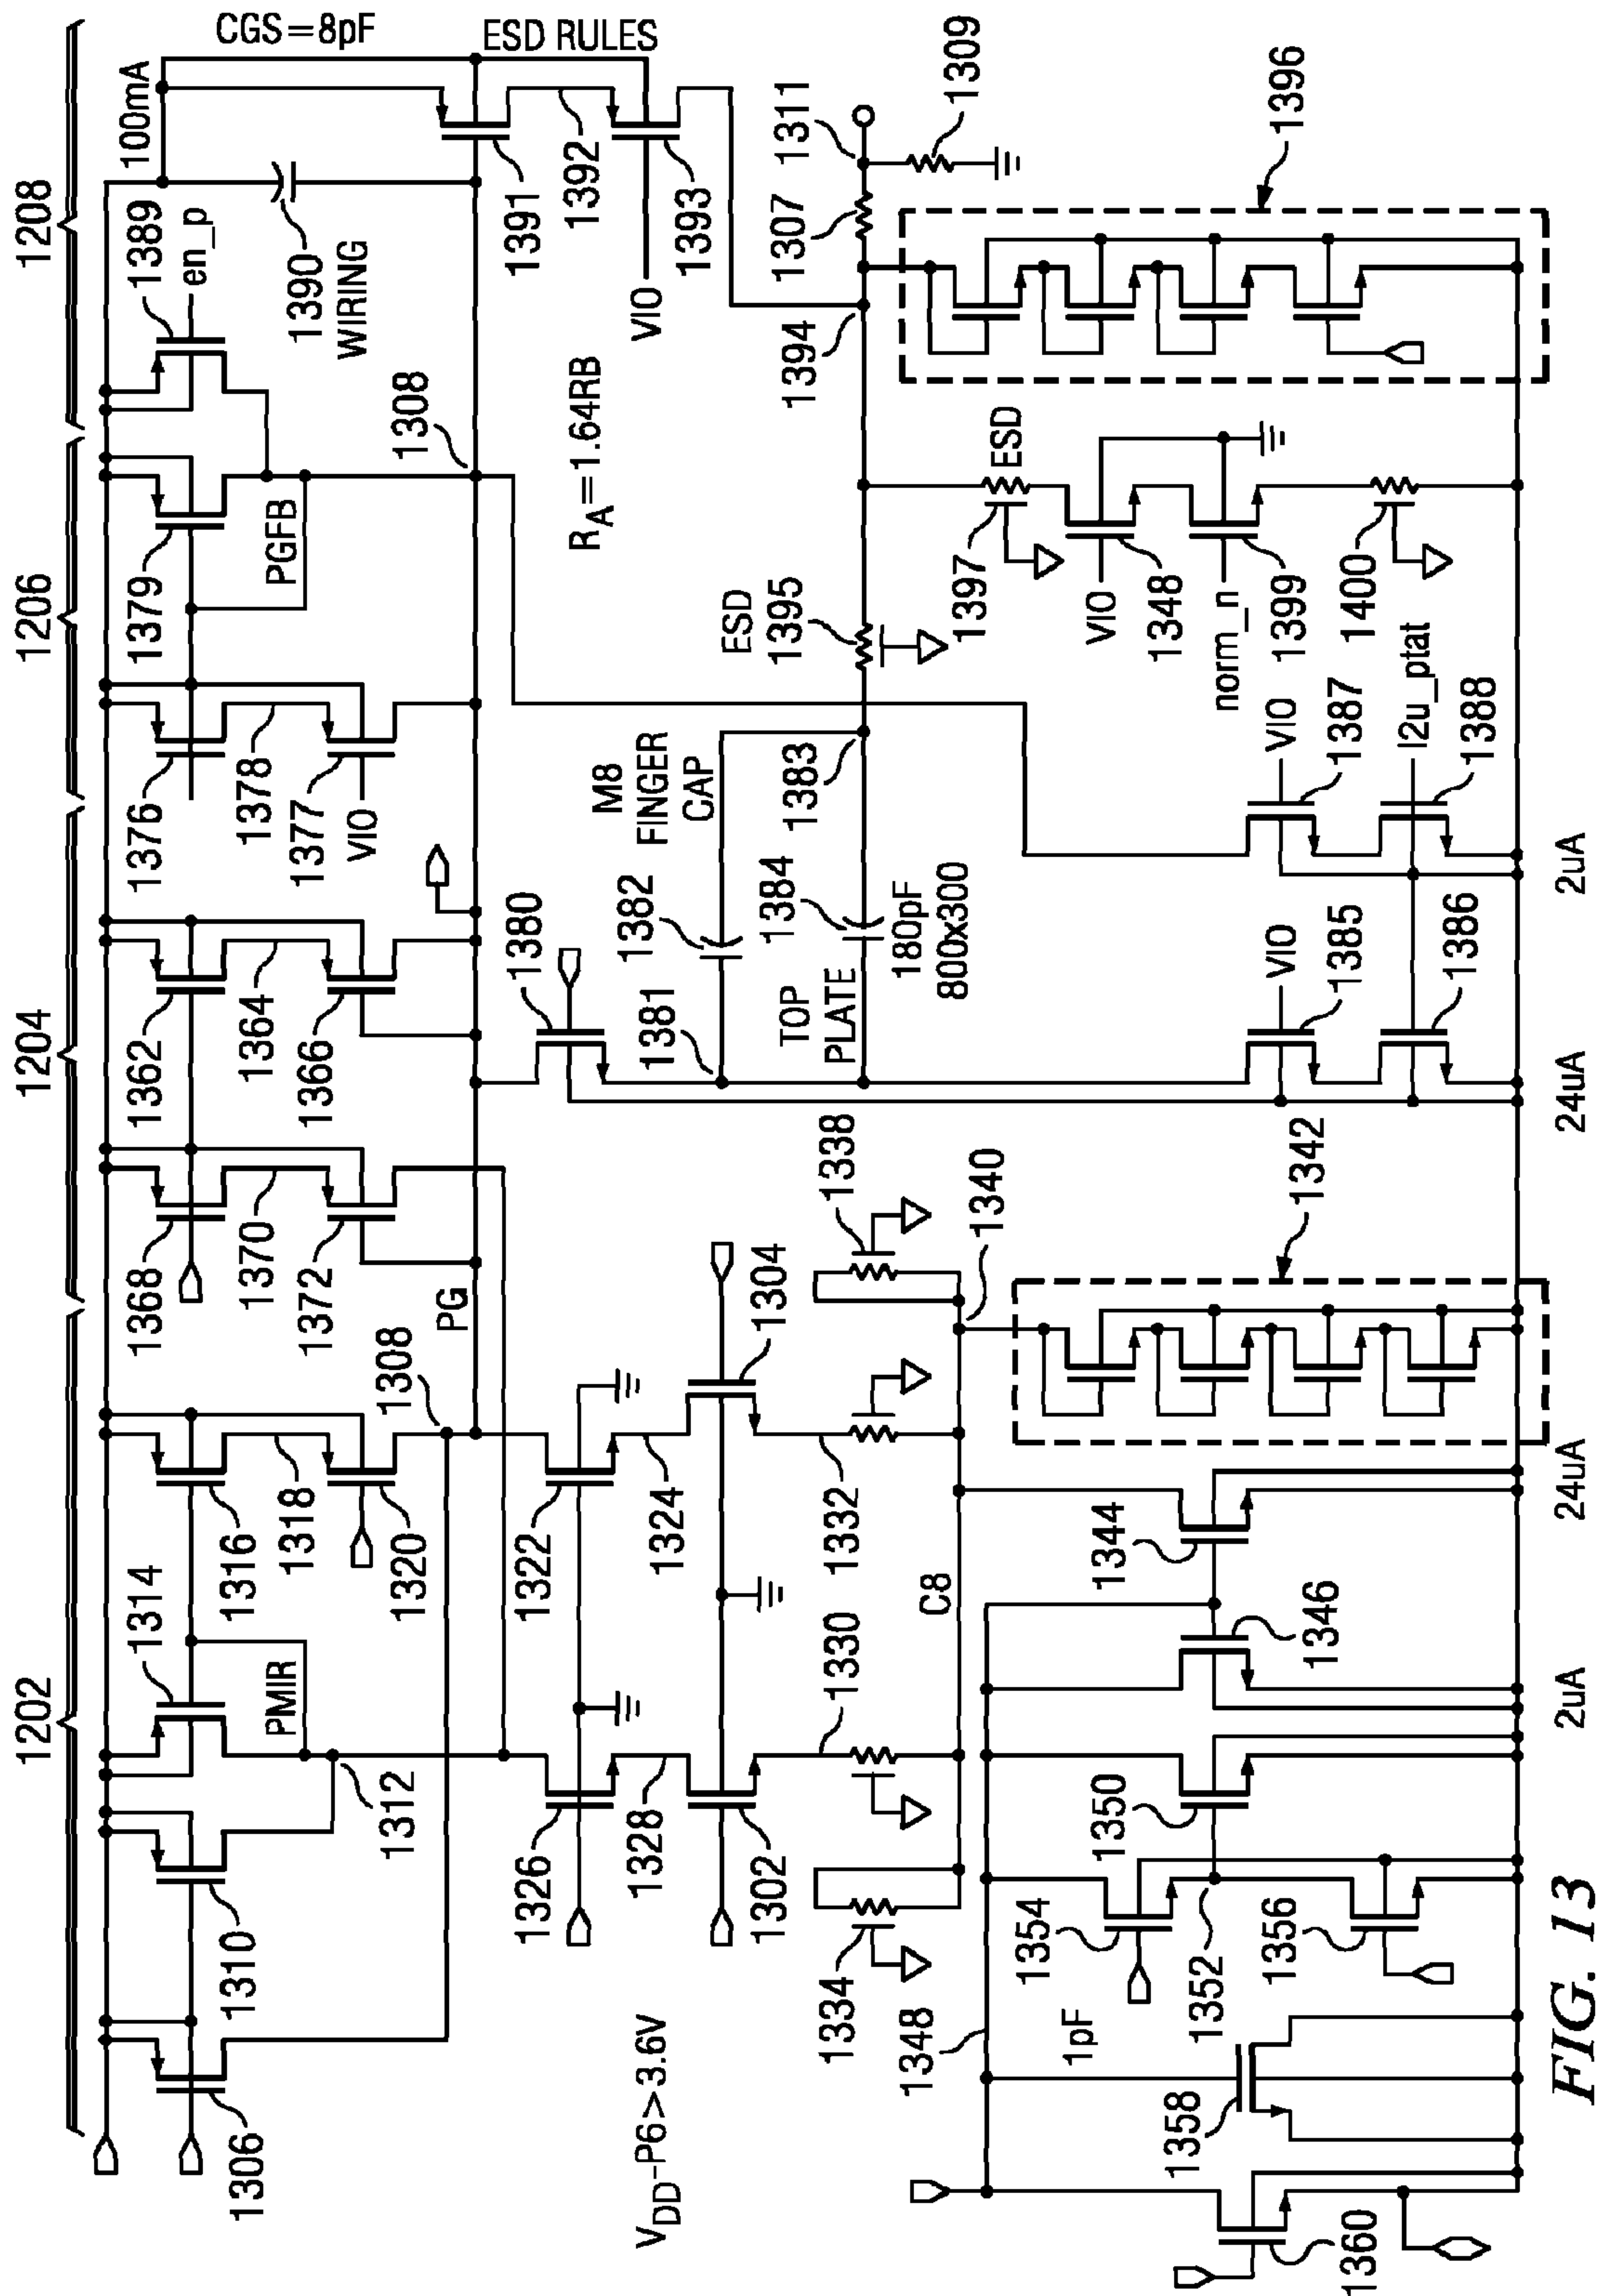 1202
1204
1206
1208
CGS=8pF
100mA
ESD RULES
1389
en_p
1390
WIRING
1391
1392
1393
VIO
1306
1310
1312
1314
PMIR
1316
1318
1320
1308
PG
1368
1370
1372
1362
1364
1366
1376
1378
1377
VIO
1379
PGFB
1308
RA=1.64RB
1326
1328
1302
1322
1324
1304
1380
1381
1382
M8
FINGER
CAP
1383
1384
TOP
PLATE
180pF
800x300
ESD
1395
1394
1307
1311
1309
1396
VDD-P6>3.6V
1334
1330
1332
1338
C8
1340
1342
1348
1pF
1358
1360
1354
1352
1356
1350
1346
1344
VIO
1385
1386
VIO
1387
I2u_ptat
1388
1397
ESD
VIO
1348
norm_n
1399
1400
2uA
24uA
24uA
2uA
FIG. 13